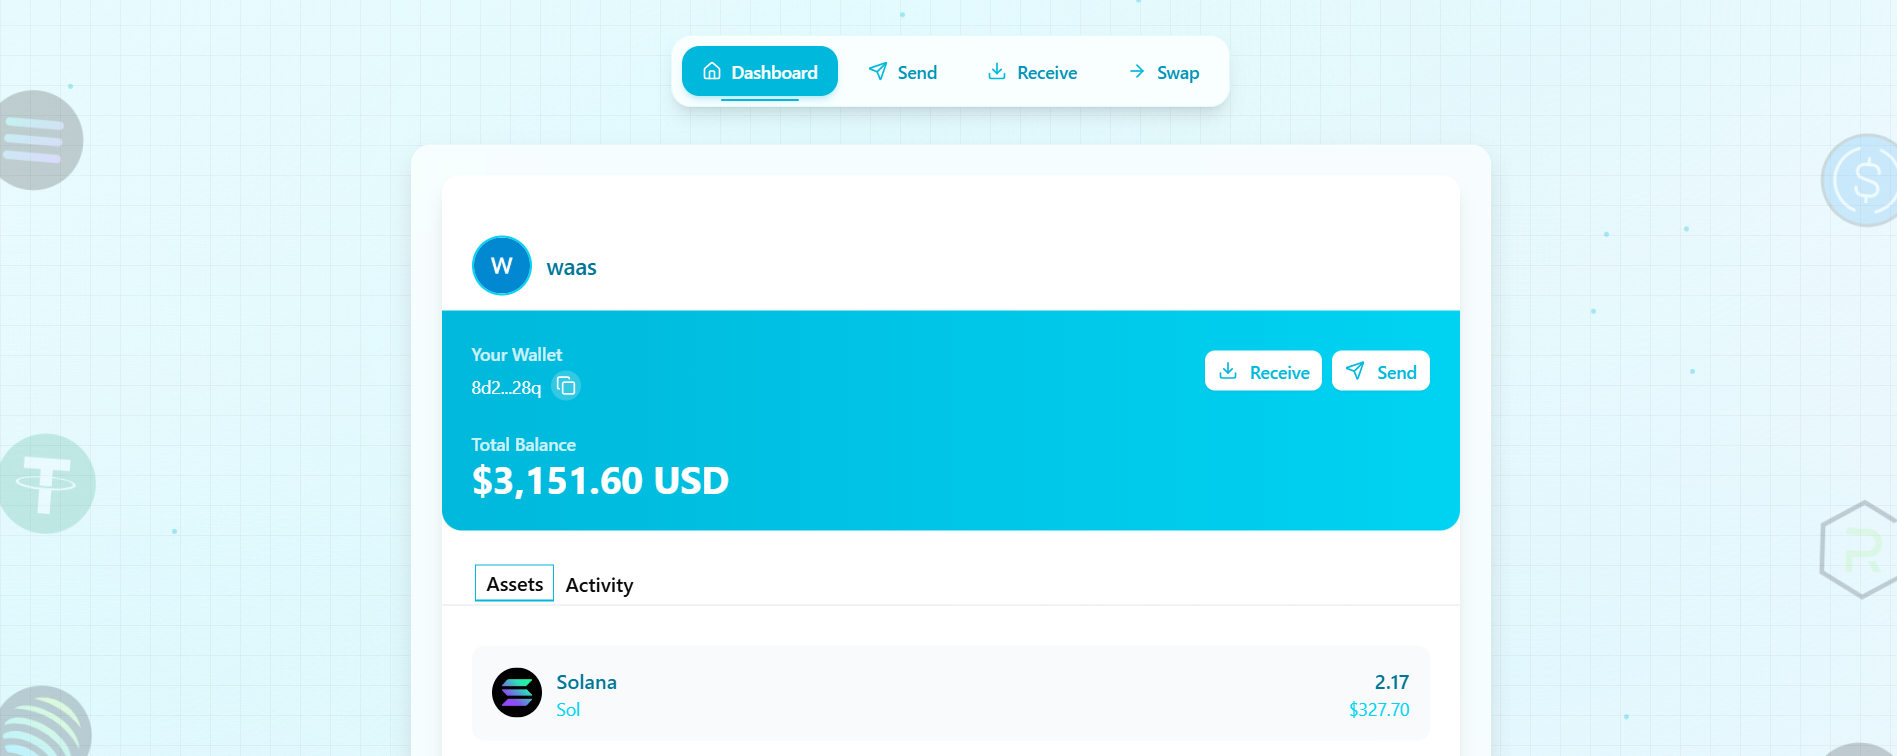 Dashboard Send Receive Swap
W waas
Your Wallet
8d2...28q
Receive Send
Total Balance
$3,151.60 USD
Assets Activity
Solana 2.17
Sol $327.70